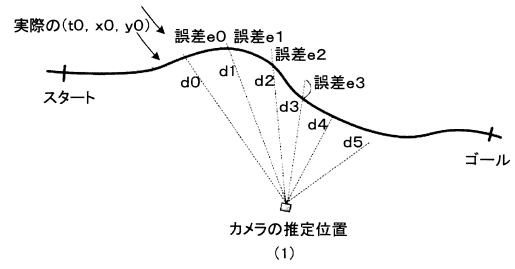 実際の(t0, x0, y0)
誤差e0 誤差e1
誤差e2
誤差e3
スタート
d0 d1 d2 d3 d4 d5
ゴール
カメラの推定位置
(1)